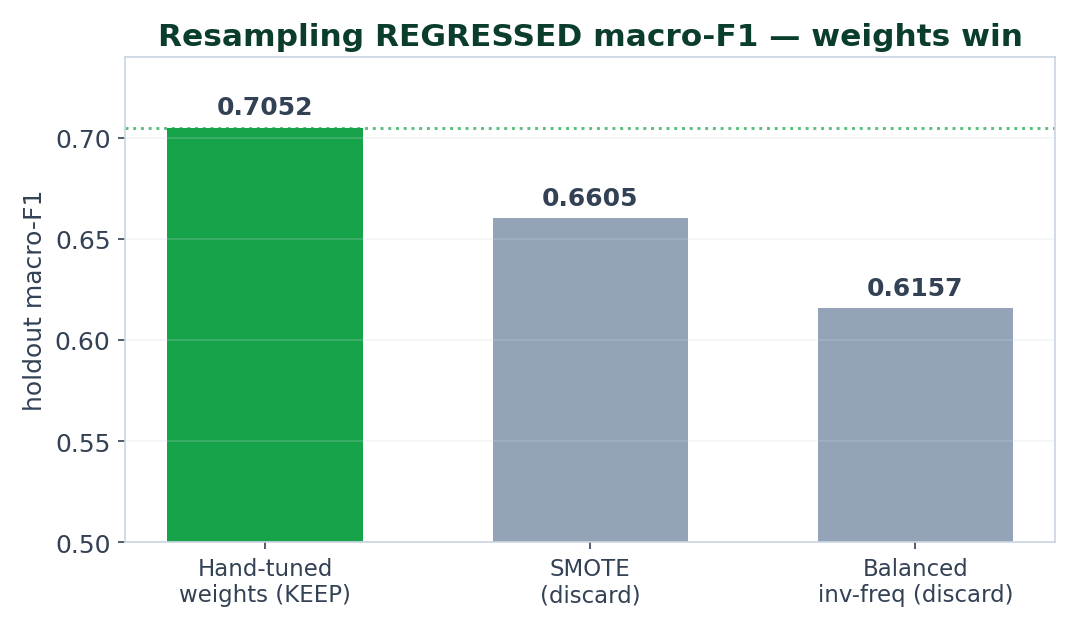 Resampling REGRESSED macro-F1 — weights win
0.7052
0.6605
0.6157
holdout macro-F1
0.70
0.65
0.60
0.55
0.50
Hand-tuned
weights (KEEP)
SMOTE
(discard)
Balanced
inv-freq (discard)